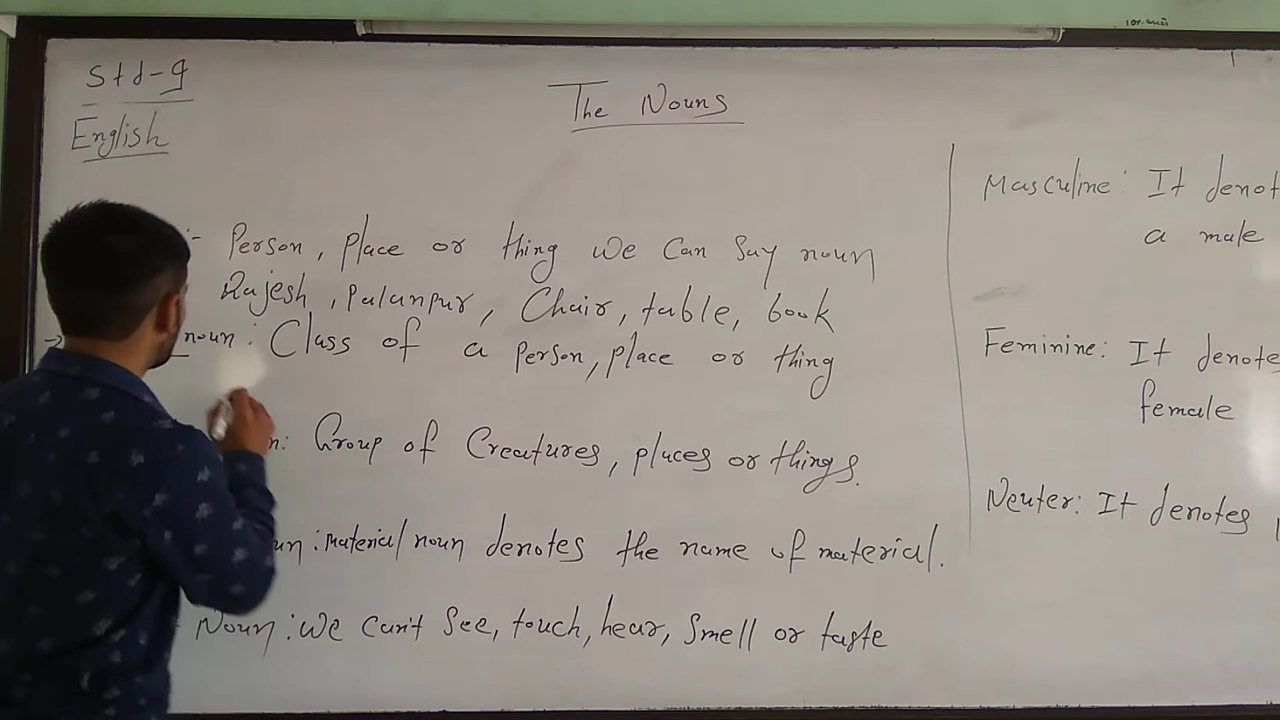 Std-9
English
The Nouns
:- Person, place or thing we can say noun
Rajesh, Palanpur, Chair, table, book
→ noun: Class of a person, place or thing
n: Group of Creatures, places or things.
un: Material noun denotes the name of material.
Noun: We can't see, touch, hear, smell or taste
Masculine: It denot
a male
Feminine: It denote
female
Neuter: It denotes